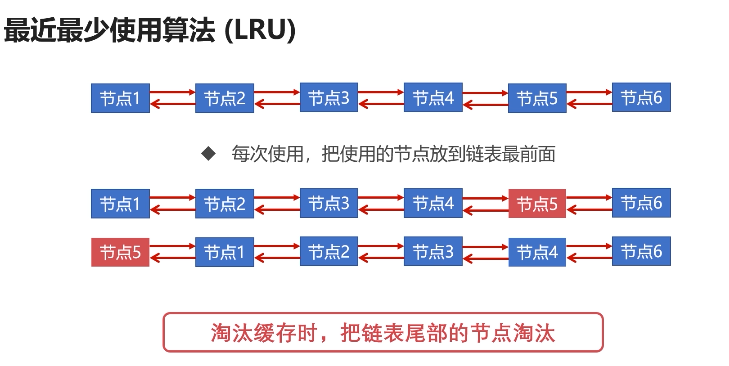 最近最少使用算法 (LRU)
节点1 节点2 节点3 节点4 节点5 节点6
◆ 每次使用，把使用的节点放到链表最前面
节点1 节点2 节点3 节点4 节点5 节点6
节点5 节点1 节点2 节点3 节点4 节点6
淘汰缓存时，把链表尾部的节点淘汰